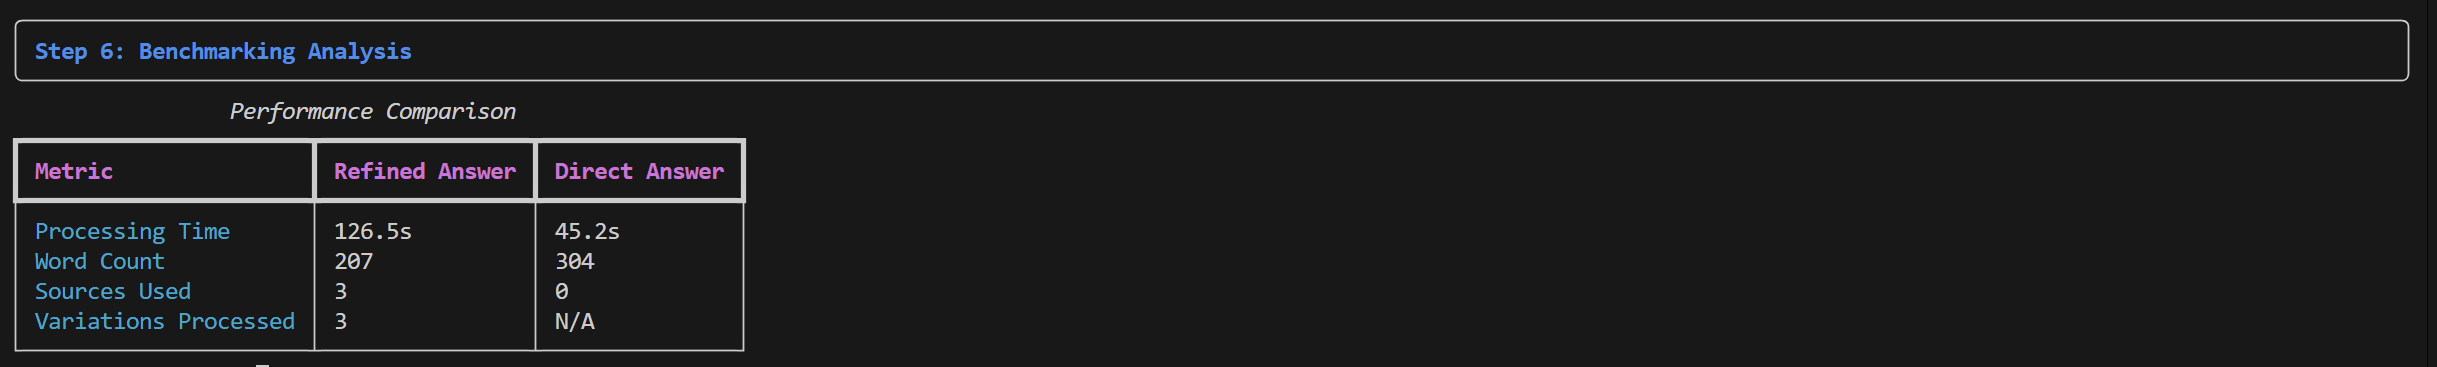 Step 6: Benchmarking Analysis
Performance Comparison
Metric Refined Answer Direct Answer
Processing Time 126.5s 45.2s
Word Count 207 304
Sources Used 3 0
Variations Processed 3 N/A